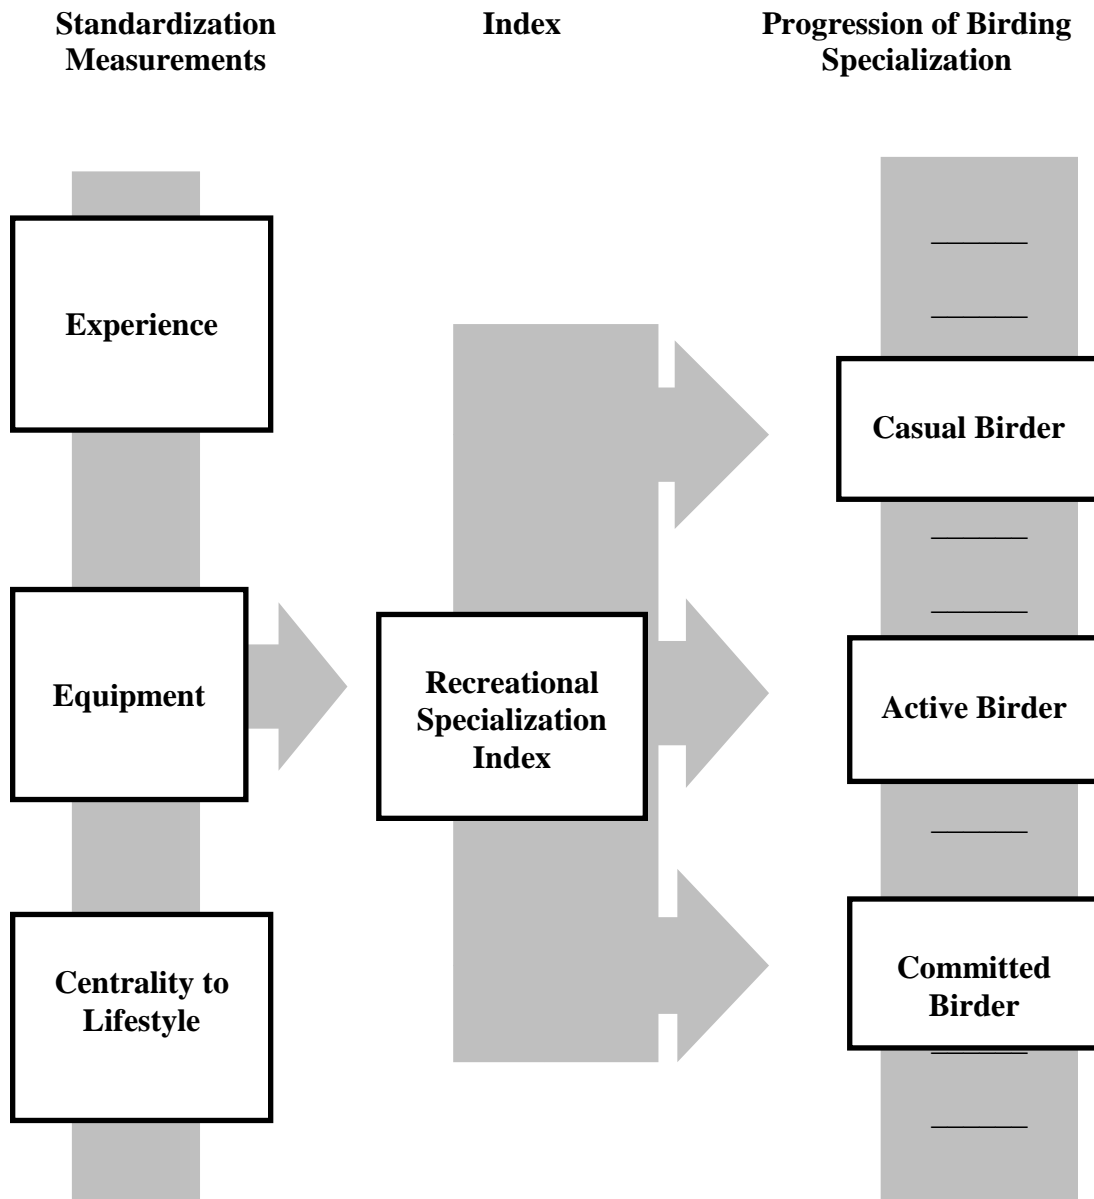 Standardization
Measurements
Index
Progression of Birding
Specialization
Experience
Equipment
Centrality to
Lifestyle
Recreational
Specialization
Index
Casual Birder
Active Birder
Committed
Birder